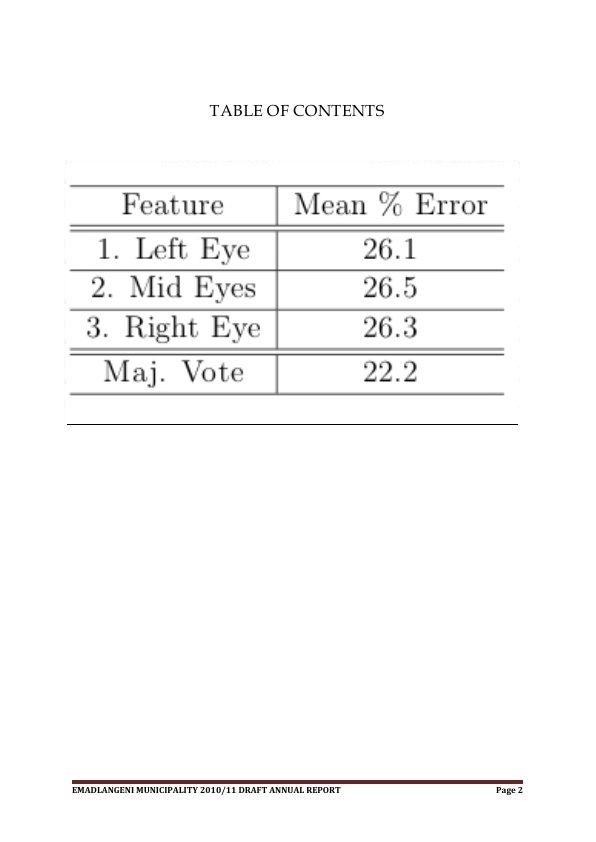 TABLE OF CONTENTS
Feature Mean % Error
1. Left Eye 26.1
2. Mid Eyes 26.5
3. Right Eye 26.3
Maj. Vote 22.2
EMADLANGENI MUNICIPALITY 2010/11 DRAFT ANNUAL REPORT Page 2